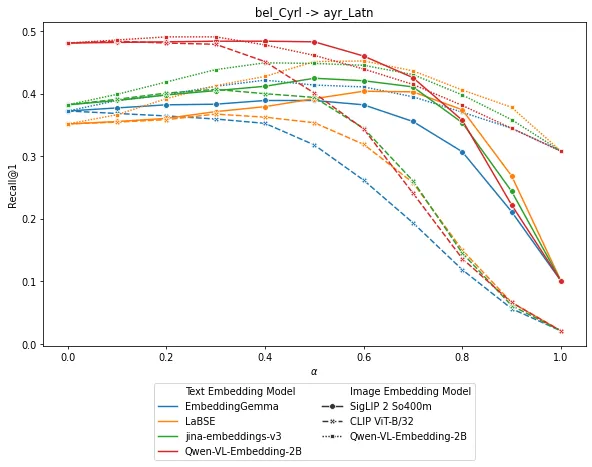 bel_Cyrl -> ayr_Latn
Recall@1
0.5
0.4
0.3
0.2
0.1
0.0
0.0 0.2 0.4 0.6 0.8 1.0
α
Text Embedding Model
EmbeddingGemma
LaBSE
jina-embeddings-v3
Qwen-VL-Embedding-2B
Image Embedding Model
SigLIP 2 So400m
CLIP ViT-B/32
Qwen-VL-Embedding-2B